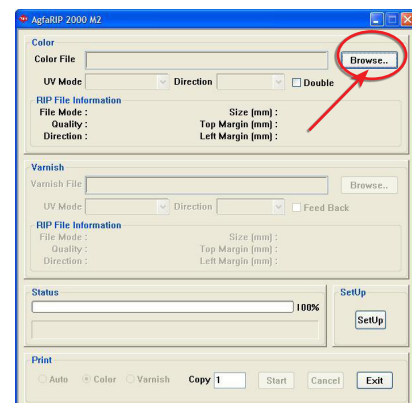 AgfaRIP 2000 M2
Color
Color File Browse..
UV Mode Direction Double
RIP File Information
File Mode : Size (mm) :
Quality : Top Margin (mm) :
Direction : Left Margin (mm) :
Varnish
Varnish File Browse..
UV Mode Direction Feed Back
RIP File Information
File Mode : Size (mm) :
Quality : Top Margin (mm) :
Direction : Left Margin (mm) :
Status SetUp
100%
SetUp
Print
Auto Color Varnish Copy 1 Start Cancel Exit